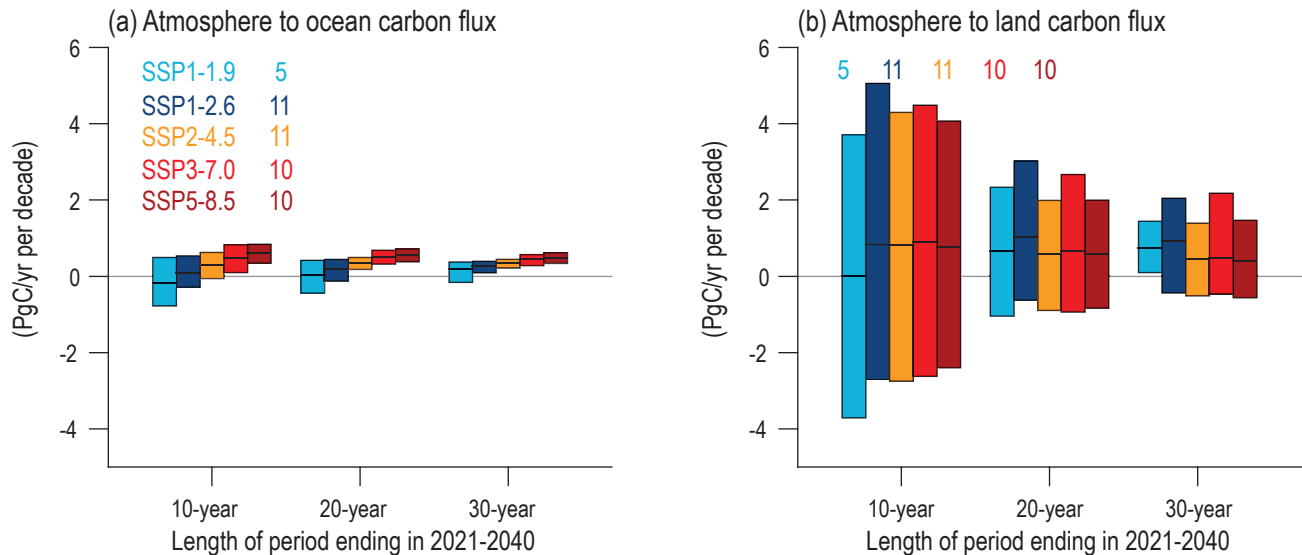 (a) Atmosphere to ocean carbon flux
6
4
2
0
-2
-4
(PgC/yr per decade)
SSP1-1.9 5
SSP1-2.6 11
SSP2-4.5 11
SSP3-7.0 10
SSP5-8.5 10
10-year 20-year 30-year
Length of period ending in 2021-2040
(b) Atmosphere to land carbon flux
6
4
2
0
-2
-4
(PgC/yr per decade)
5 11 11 10 10
10-year 20-year 30-year
Length of period ending in 2021-2040